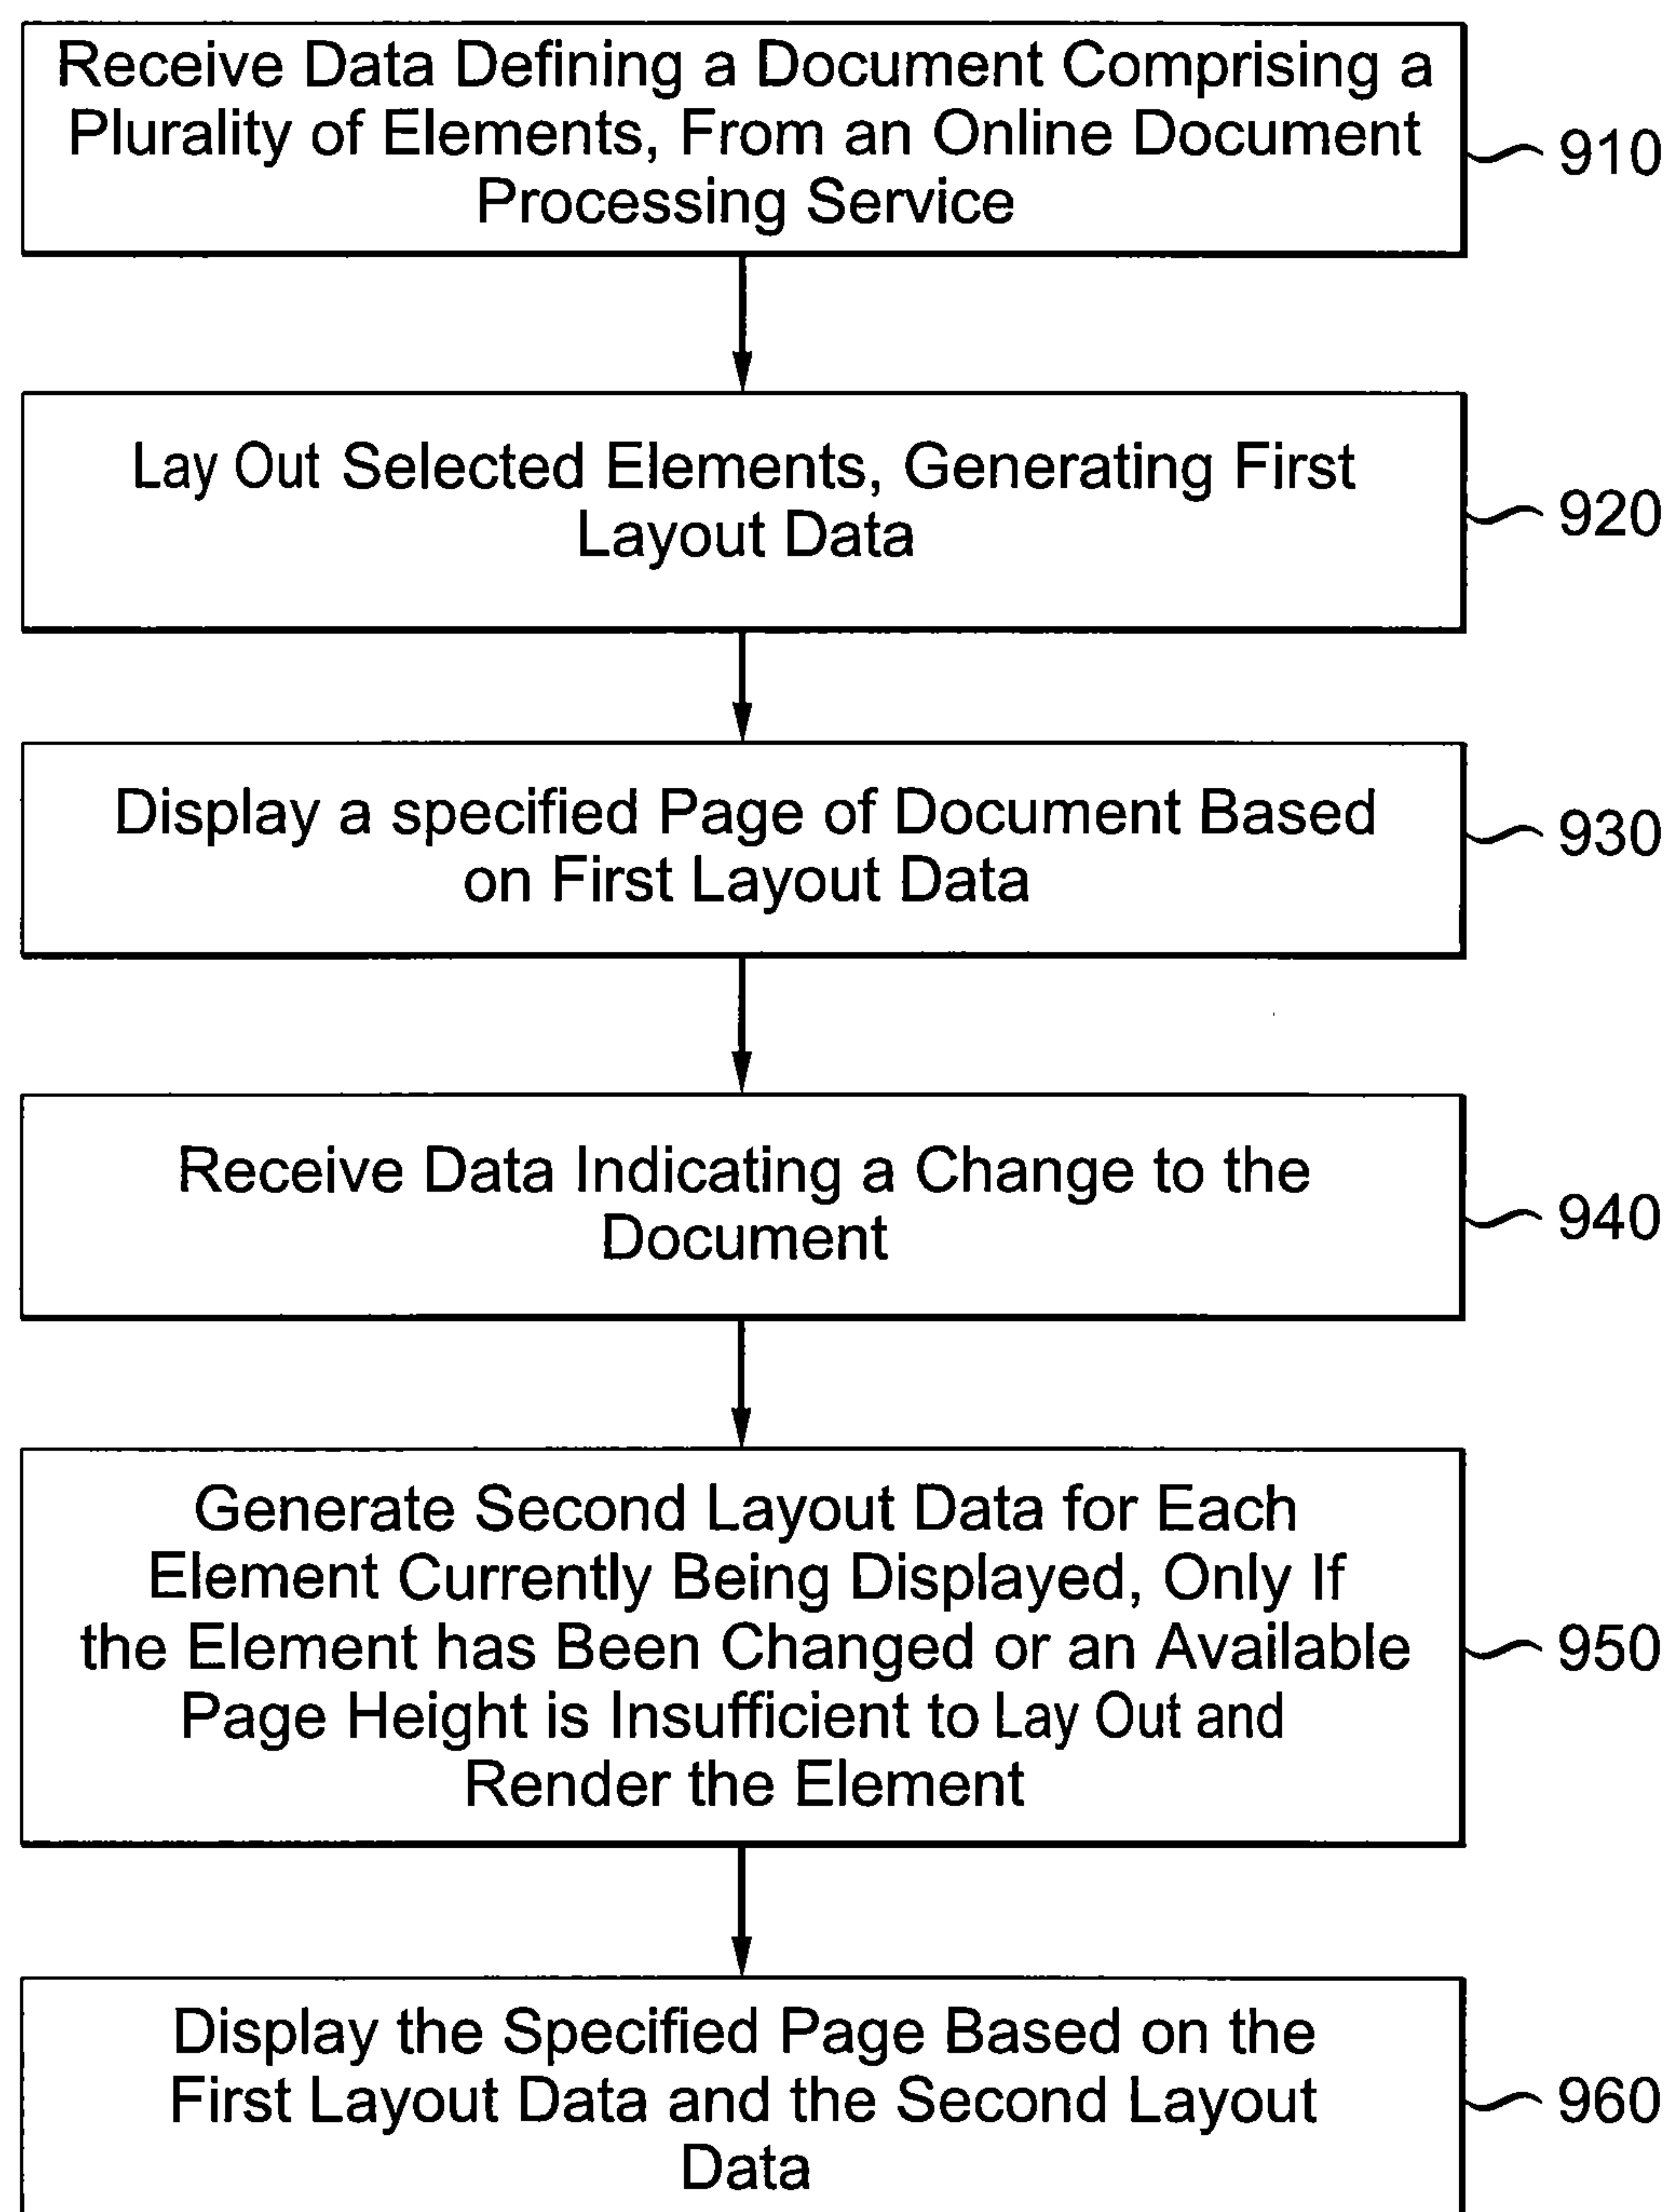 Receive Data Defining a Document Comprising a
Plurality of Elements, From an Online Document
Processing Service
910
Lay Out Selected Elements, Generating First
Layout Data
920
Display a specified Page of Document Based
on First Layout Data
930
Receive Data Indicating a Change to the
Document
940
Generate Second Layout Data for Each
Element Currently Being Displayed, Only If
the Element has Been Changed or an Available
Page Height is Insufficient to Lay Out and
Render the Element
950
Display the Specified Page Based on the
First Layout Data and the Second Layout
Data
960